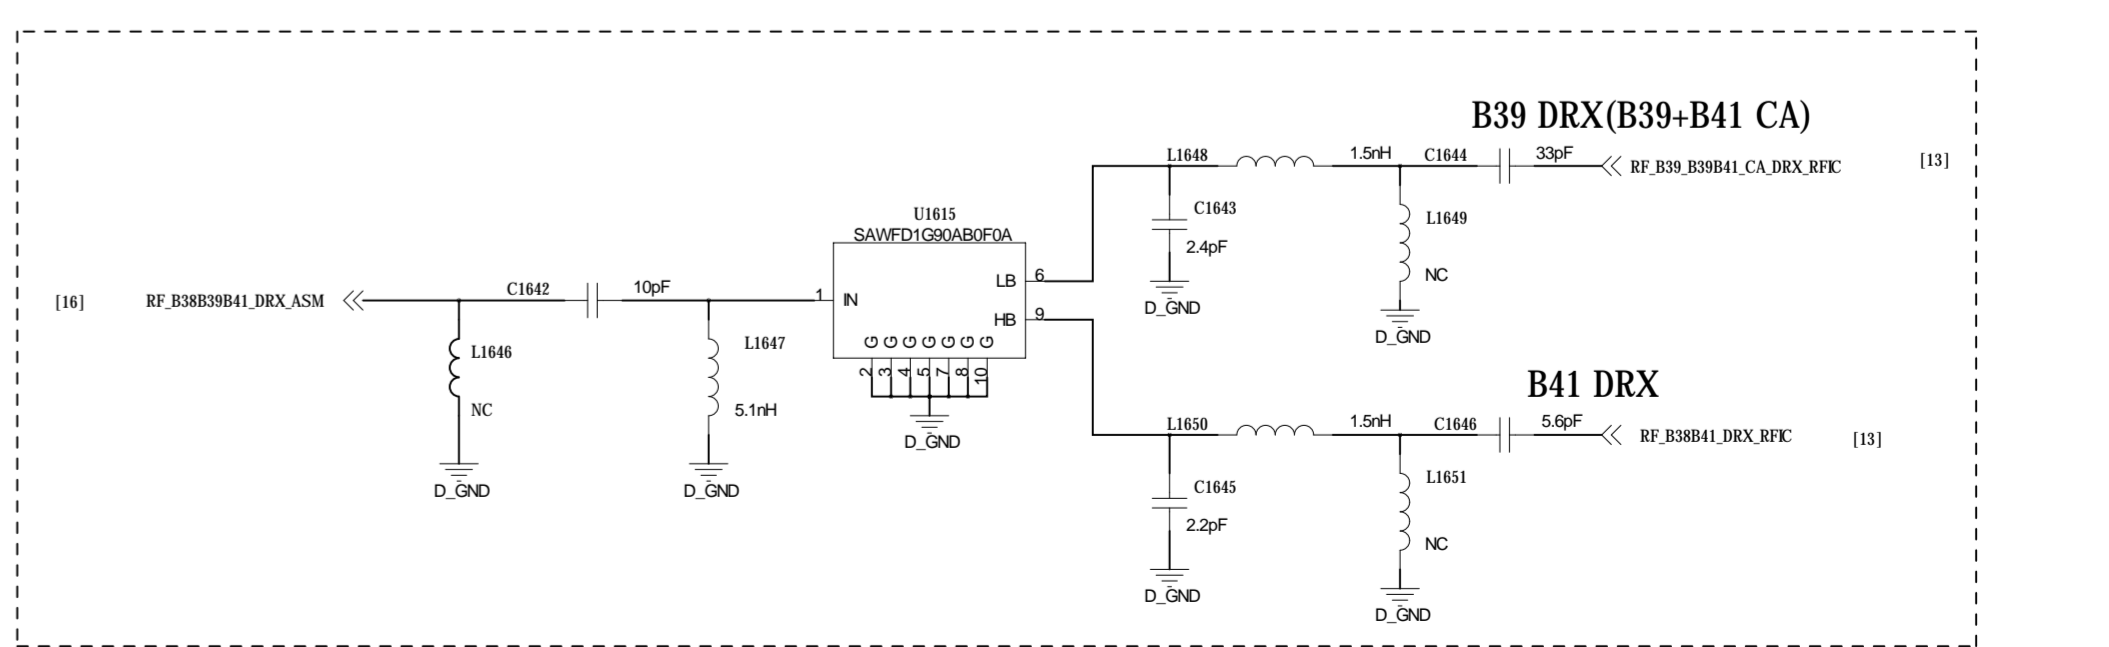 B39 DRX(B39+B41 CA)
L1648 1.5nH C1644 33pF RF_B39_B39B41_CA_DRX_RFIC [13]
C1643
2.4pF
D_GND
L1649
NC
D_GND
U1615
SAWFD1G90AB0F0A
[16] RF_B38B39B41_DRX_ASM C1642 10pF 1 IN
LB 6
HB 9
G G G G G G G
2 3 4 5 7 8 10
D_GND
L1646
NC
D_GND
L1647
5.1nH
D_GND
B41 DRX
L1650 1.5nH C1646 5.6pF RF_B38B41_DRX_RFIC [13]
C1645
2.2pF
D_GND
L1651
NC
D_GND